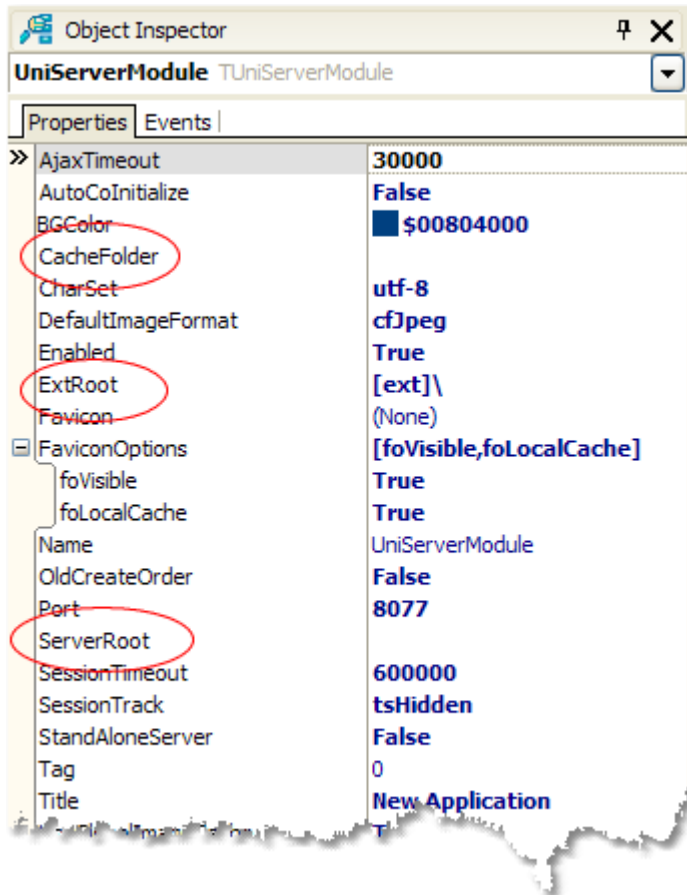 Object Inspector
UniServerModule TUniServerModule
Properties Events
AjaxTimeout 30000
AutoCoInitialize False
BGColor $00804000
CacheFolder
CharSet utf-8
DefaultImageFormat cfJpeg
Enabled True
ExtRoot [ext]\
Favicon (None)
FaviconOptions [foVisible,foLocalCache]
foVisible True
foLocalCache True
Name UniServerModule
OldCreateOrder False
Port 8077
ServerRoot
SessionTimeout 600000
SessionTrack tsHidden
StandAloneServer False
Tag 0
Title New Application